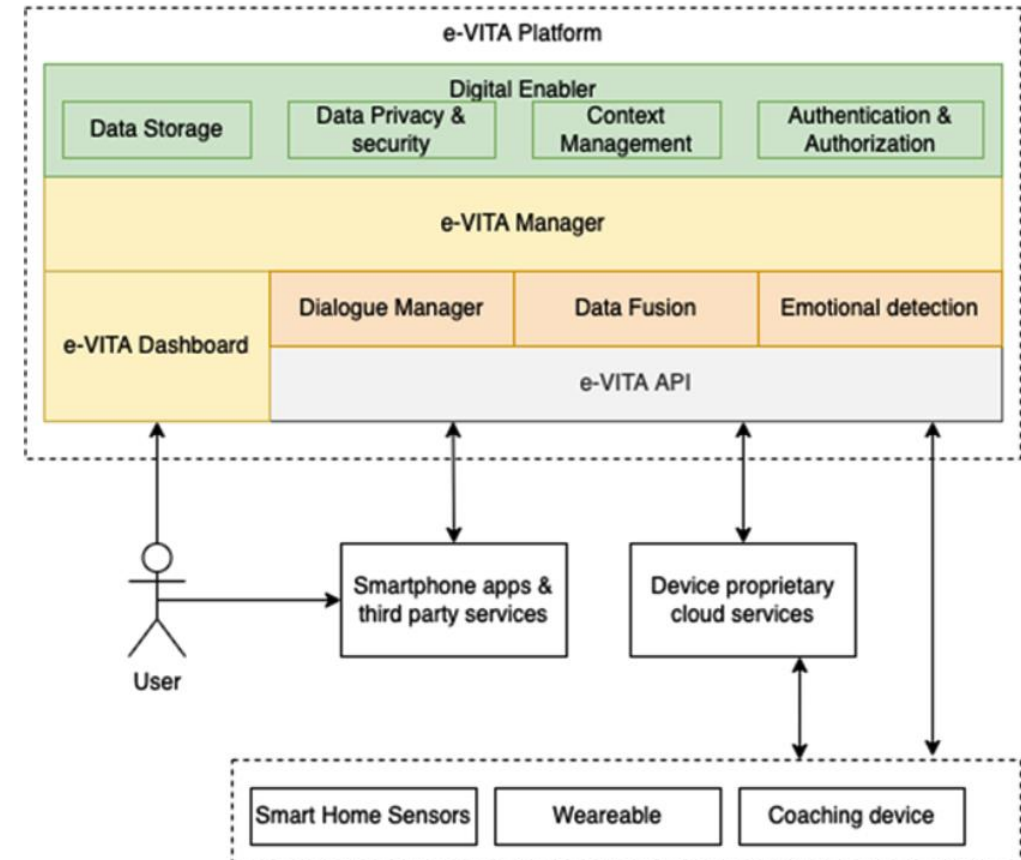 e-VITA Platform
Digital Enabler
Data Storage
Data Privacy &
security
Context
Management
Authentication &
Authorization
e-VITA Manager
e-VITA Dashboard
Dialogue Manager
Data Fusion
Emotional detection
e-VITA API
Smartphone apps &
third party services
Device proprietary
cloud services
User
Smart Home Sensors
Weareable
Coaching device